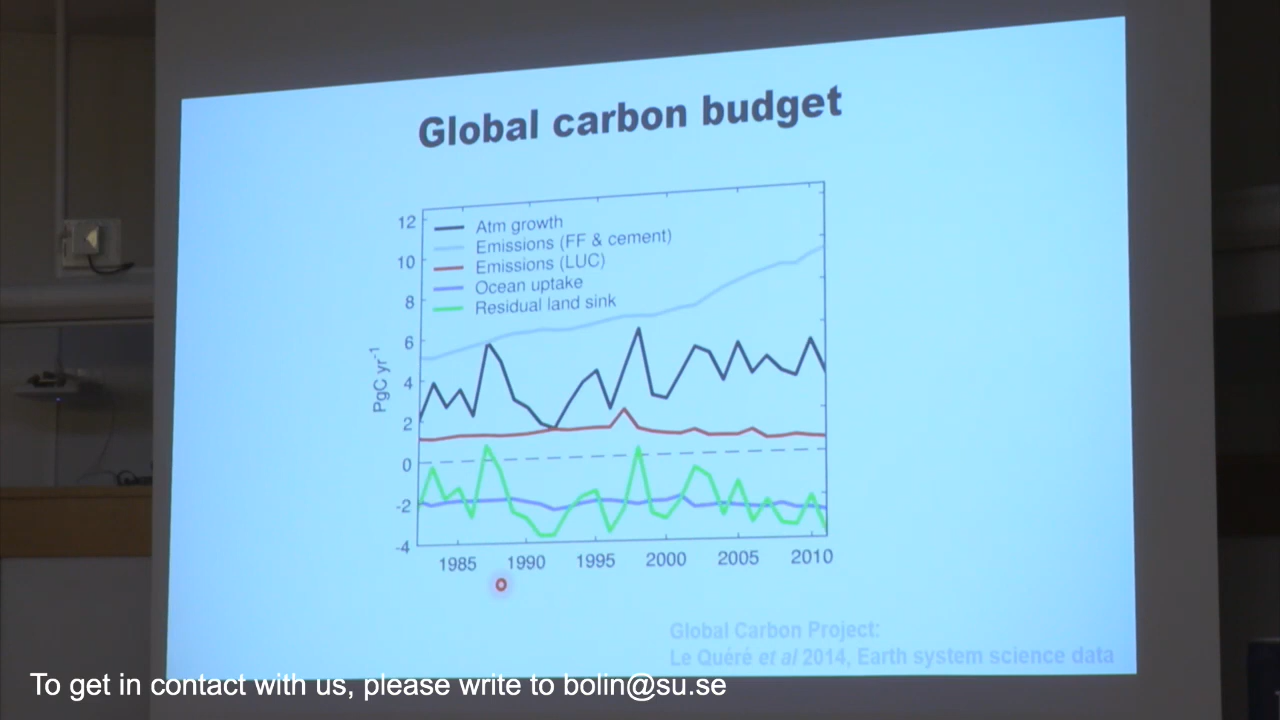 Global carbon budget
12
10
8
6
4
2
0
-2
-4
PgC yr-1
Atm growth
Emissions (FF & cement)
Emissions (LUC)
Ocean uptake
Residual land sink
1985 1990 1995 2000 2005 2010
Global Carbon Project:
Le Quéré et al 2014, Earth system science data
To get in contact with us, please write to bolin@su.se